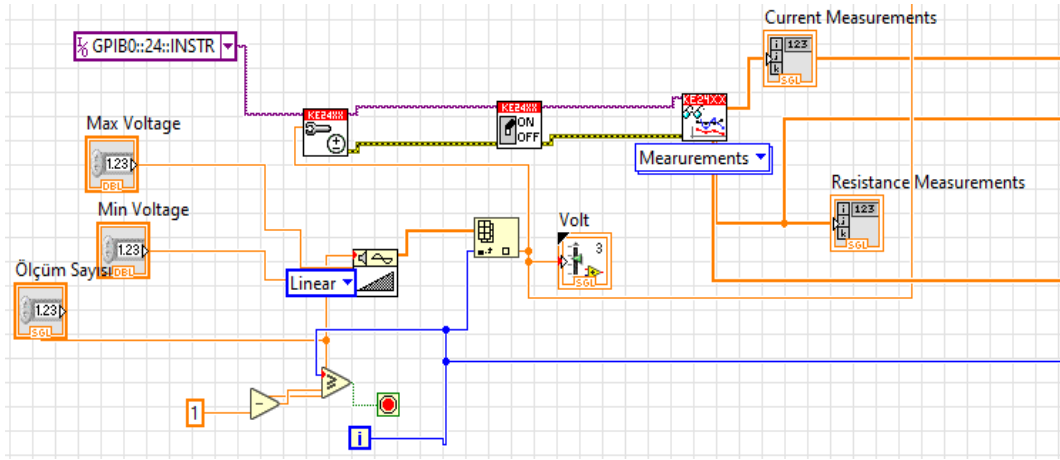 Current Measurements
123
SGL
GPIB0::24::INSTR
KE24XX
KE24XX
ON
OFF
KE24XX
Mearurements
Max Voltage
1.23
DBL
Min Voltage
1.23
DBL
Ölçüm Sayısı
1.23
SGL
Linear
Volt
3
SGL
Resistance Measurements
123
SGL
1
i